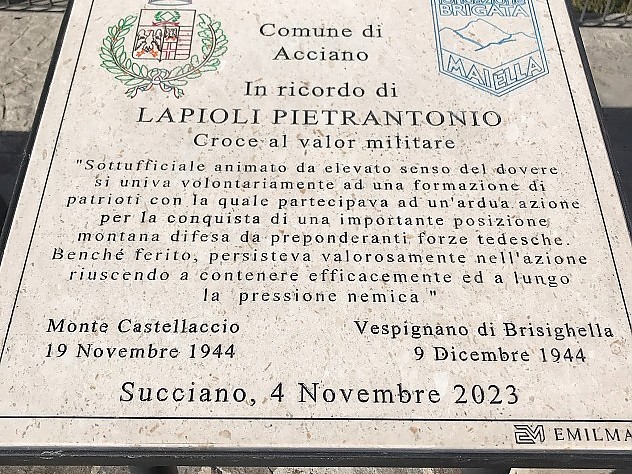 Comune di
Acciano
BRIGATA
MAIELLA
In ricordo di
LAPIOLI PIETRANTONIO
Croce al valor militare
"Sottufficiale animato da elevato senso del dovere
si univa volontariamente ad una formazione di
patrioti con la quale partecipava ad un'ardua azione
per la conquista di una importante posizione
montana difesa da preponderanti forze tedesche.
Benché ferito, persisteva valorosamente nell'azione
riuscendo a contenere efficacemente ed a lungo
la pressione nemica "
Monte Castellaccio
19 Novembre 1944
Vespignano di Brisighella
9 Dicembre 1944
Succiano, 4 Novembre 2023
EMILMA